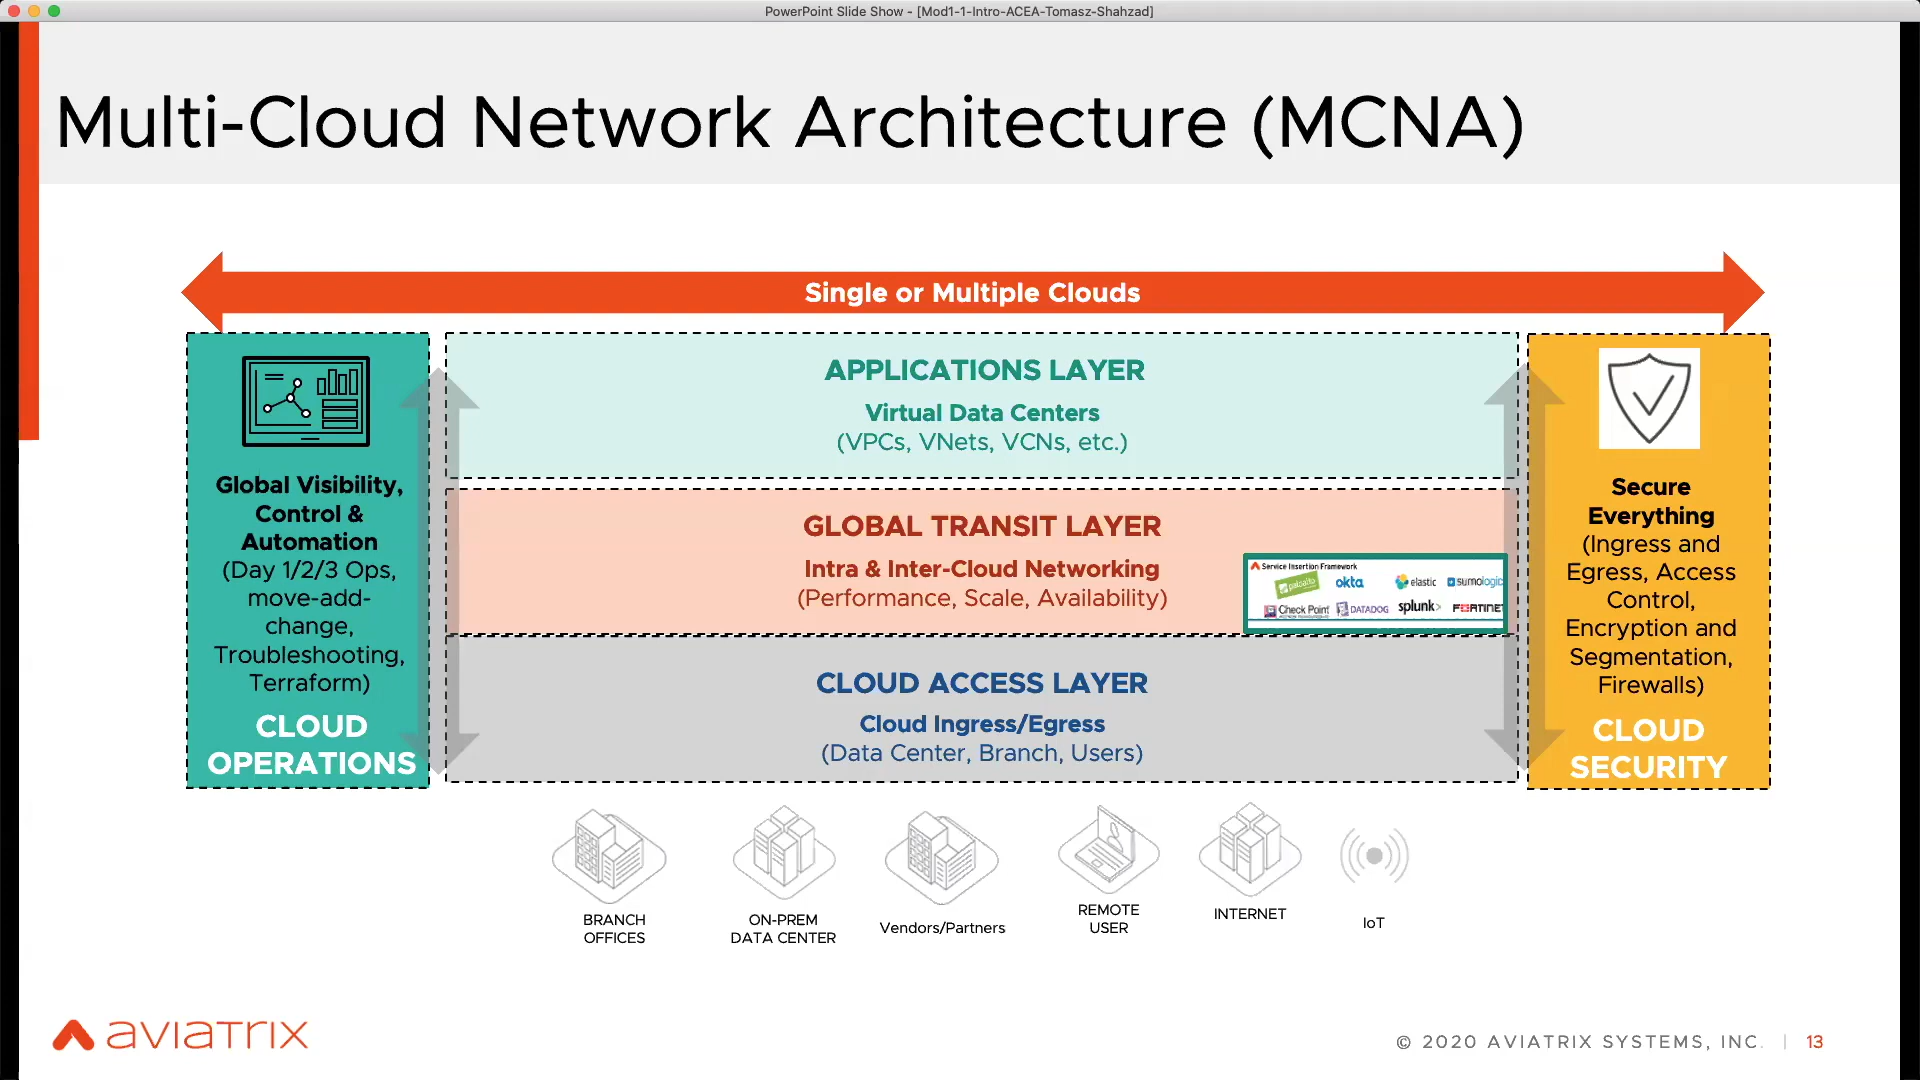 PowerPoint Slide Show - [Mod1-1-Intro-ACEA-Tomasz-Shahzad]
Multi-Cloud Network Architecture (MCNA)
Single or Multiple Clouds
Global Visibility,
Control &
Automation
(Day 1/2/3 Ops,
move-add-
change,
Troubleshooting,
Terraform)
CLOUD
OPERATIONS
APPLICATIONS LAYER
Virtual Data Centers
(VPCs, VNets, VCNs, etc.)
GLOBAL TRANSIT LAYER
Intra & Inter-Cloud Networking
(Performance, Scale, Availability)
Service Insertion Framework
paloalto
okta
elastic
sumologic
Check Point
DATADOG
splunk>
FORTINET
CLOUD ACCESS LAYER
Cloud Ingress/Egress
(Data Center, Branch, Users)
Secure
Everything
(Ingress and
Egress, Access
Control,
Encryption and
Segmentation,
Firewalls)
CLOUD
SECURITY
BRANCH
OFFICES
ON-PREM
DATA CENTER
Vendors/Partners
REMOTE
USER
INTERNET
IoT
aviatrix
© 2020 AVIATRIX SYSTEMS, INC. | 13